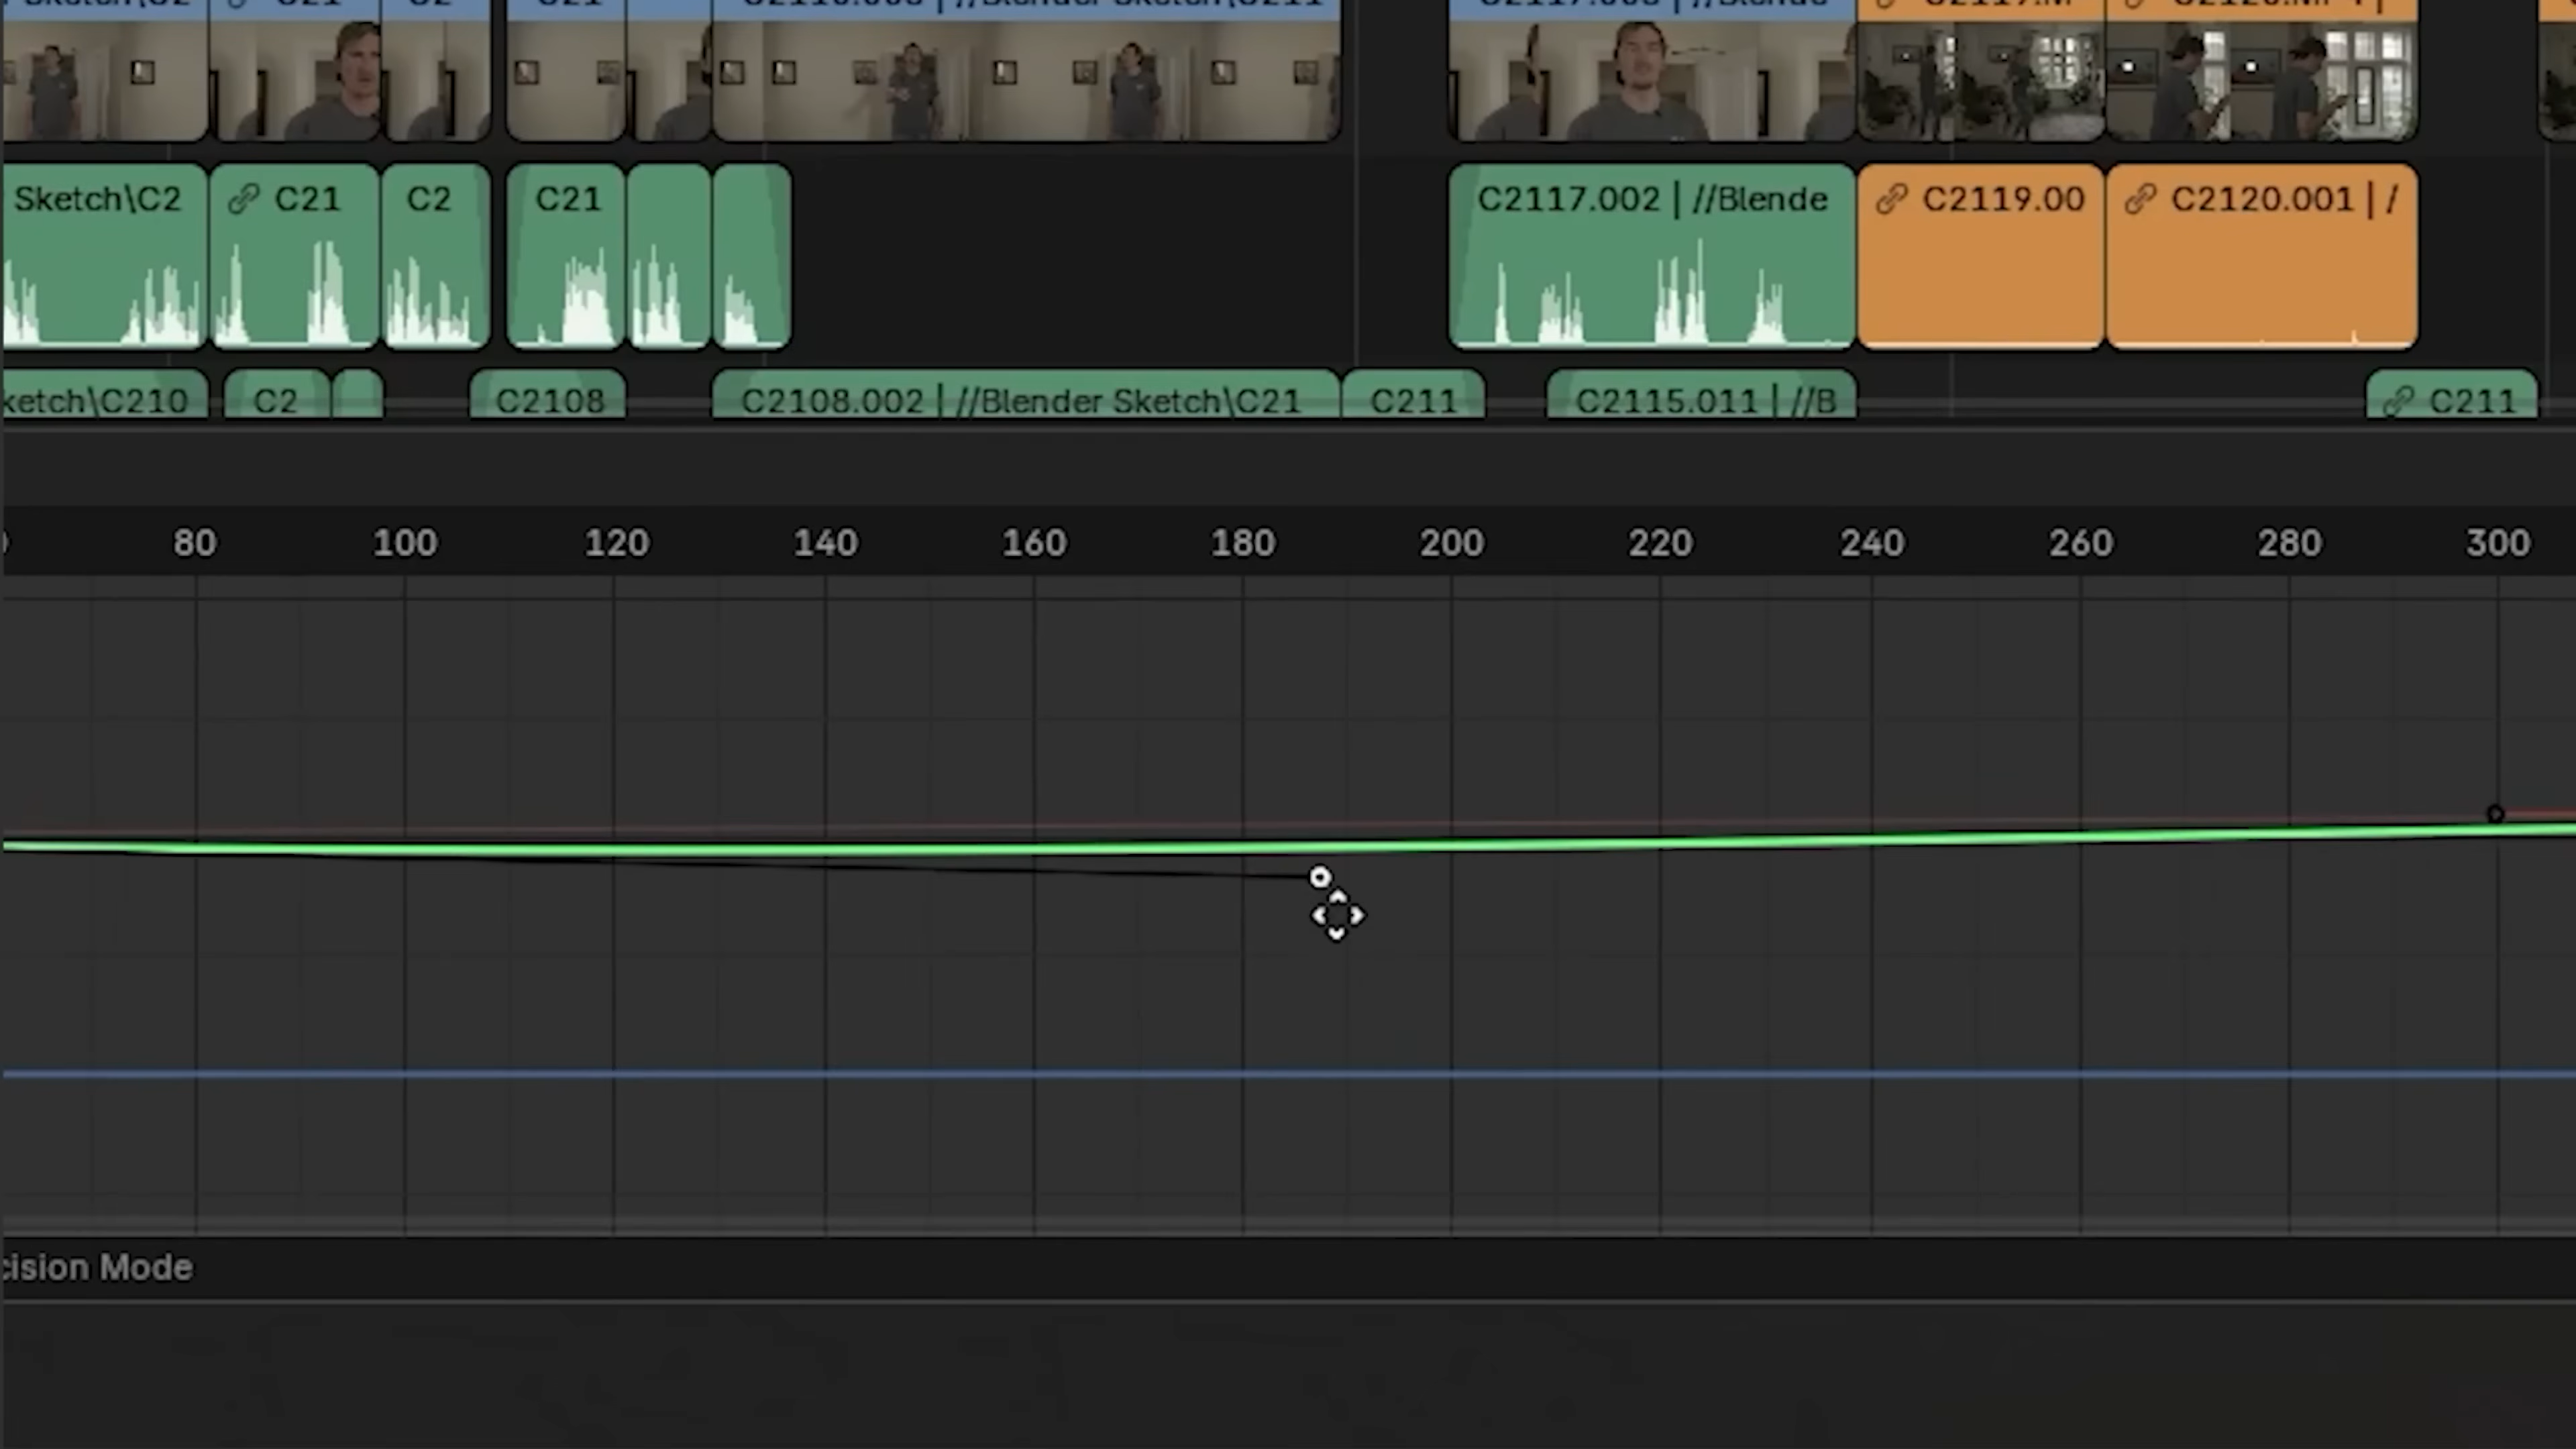 Sketch\C2 C21 C2 C21 C2117.002 | //Blende C2119.00 C2120.001 | /
ketch\C210 C2 C2108 C2108.002 | //Blender Sketch\C21 C211 C2115.011 | //B C211
80 100 120 140 160 180 200 220 240 260 280 300
cision Mode